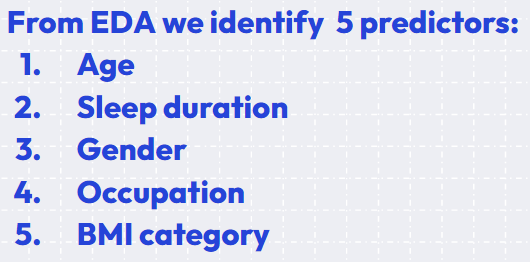 From EDA we identify 5 predictors:
1. Age
2. Sleep duration
3. Gender
4. Occupation
5. BMI category